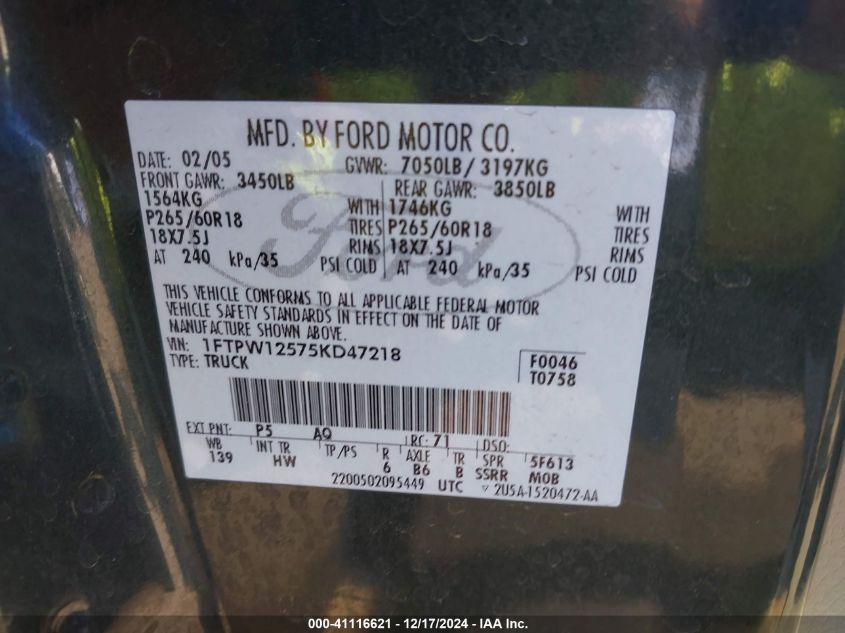 MFD. BY FORD MOTOR CO.
DATE: 02/05 GVWR: 7050LB / 3197KG
FRONT GAWR: 3450LB REAR GAWR: 3850LB
1564KG WITH 1746KG WITH
P265/60R18 TIRES P265/60R18 TIRES
18X7.5J RIMS 18X7.5J RIMS
AT 240 kPa/35 PSI COLD AT 240 kPa/35 PSI COLD
Ford
THIS VEHICLE CONFORMS TO ALL APPLICABLE FEDERAL MOTOR
VEHICLE SAFETY STANDARDS IN EFFECT ON THE DATE OF
MANUFACTURE SHOWN ABOVE.
VIN: 1FTPW12575KD47218 F0046
TYPE: TRUCK T0758
EXT PNT: P5 AQ RC: 71 DSO:
WB INT TR TP/PS R AXLE TR SPR 5F613
139 HW 6 B6 B SSRR MOB
2200502095449 UTC ▽ 2U5A-1520472-AA
000-41116621 - 12/17/2024 - IAA Inc.